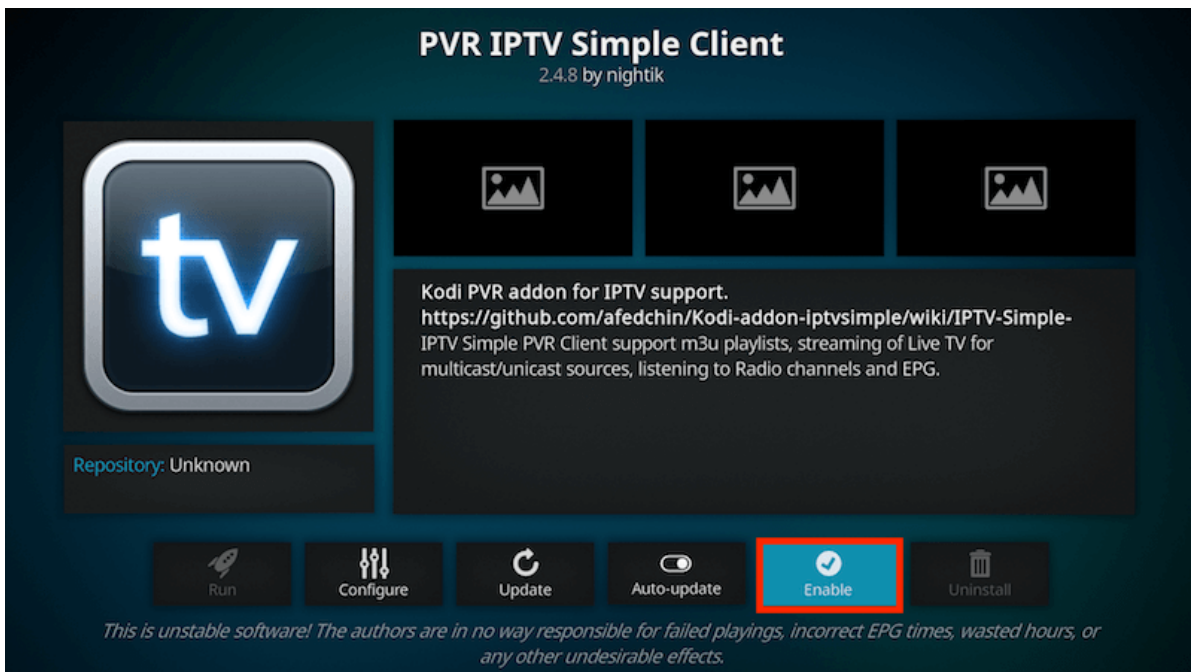 PVR IPTV Simple Client
2.4.8 by nightik
tv
Kodi PVR addon for IPTV support.
https://github.com/afedchin/Kodi-addon-iptvsimple/wiki/IPTV-Simple-
IPTV Simple PVR Client support m3u playlists, streaming of Live TV for
multicast/unicast sources, listening to Radio channels and EPG.
Repository: Unknown
Run
Configure
Update
Auto-update
Enable
Uninstall
This is unstable software! The authors are in no way responsible for failed playings, incorrect EPG times, wasted hours, or
any other undesirable effects.